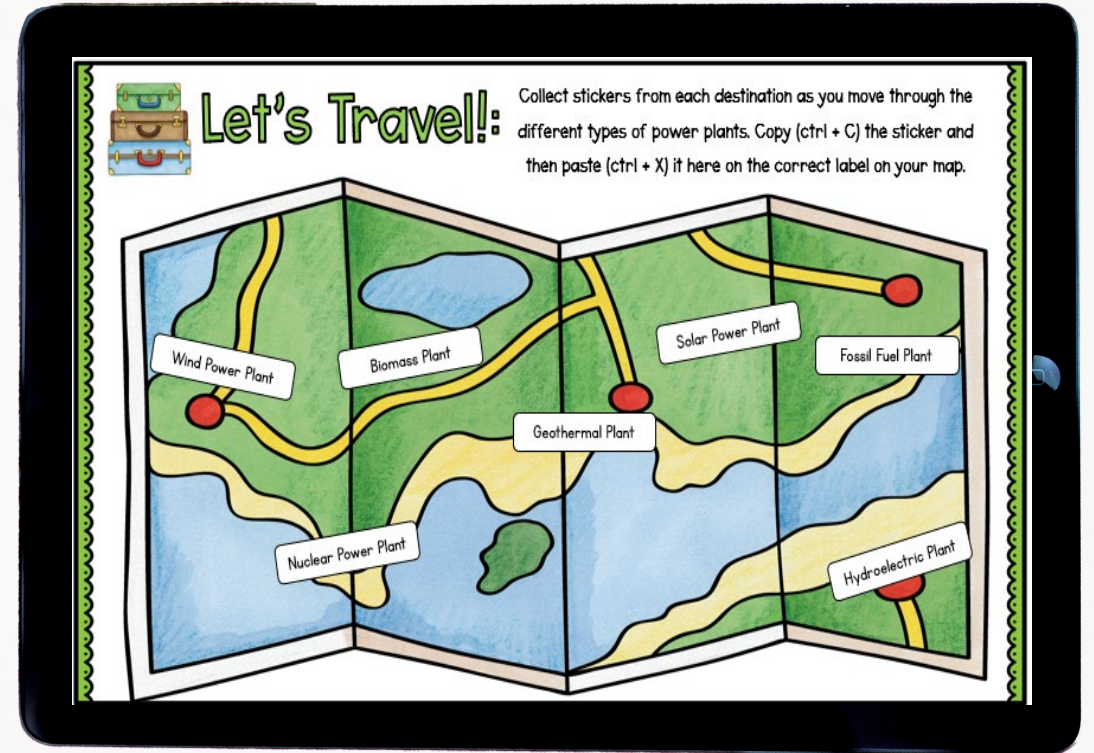 Let's Travel!:
Collect stickers from each destination as you move through the
different types of power plants. Copy (ctrl + C) the sticker and
then paste (ctrl + X) it here on the correct label on your map.
Wind Power Plant
Biomass Plant
Solar Power Plant
Fossil Fuel Plant
Geothermal Plant
Nuclear Power Plant
Hydroelectric Plant